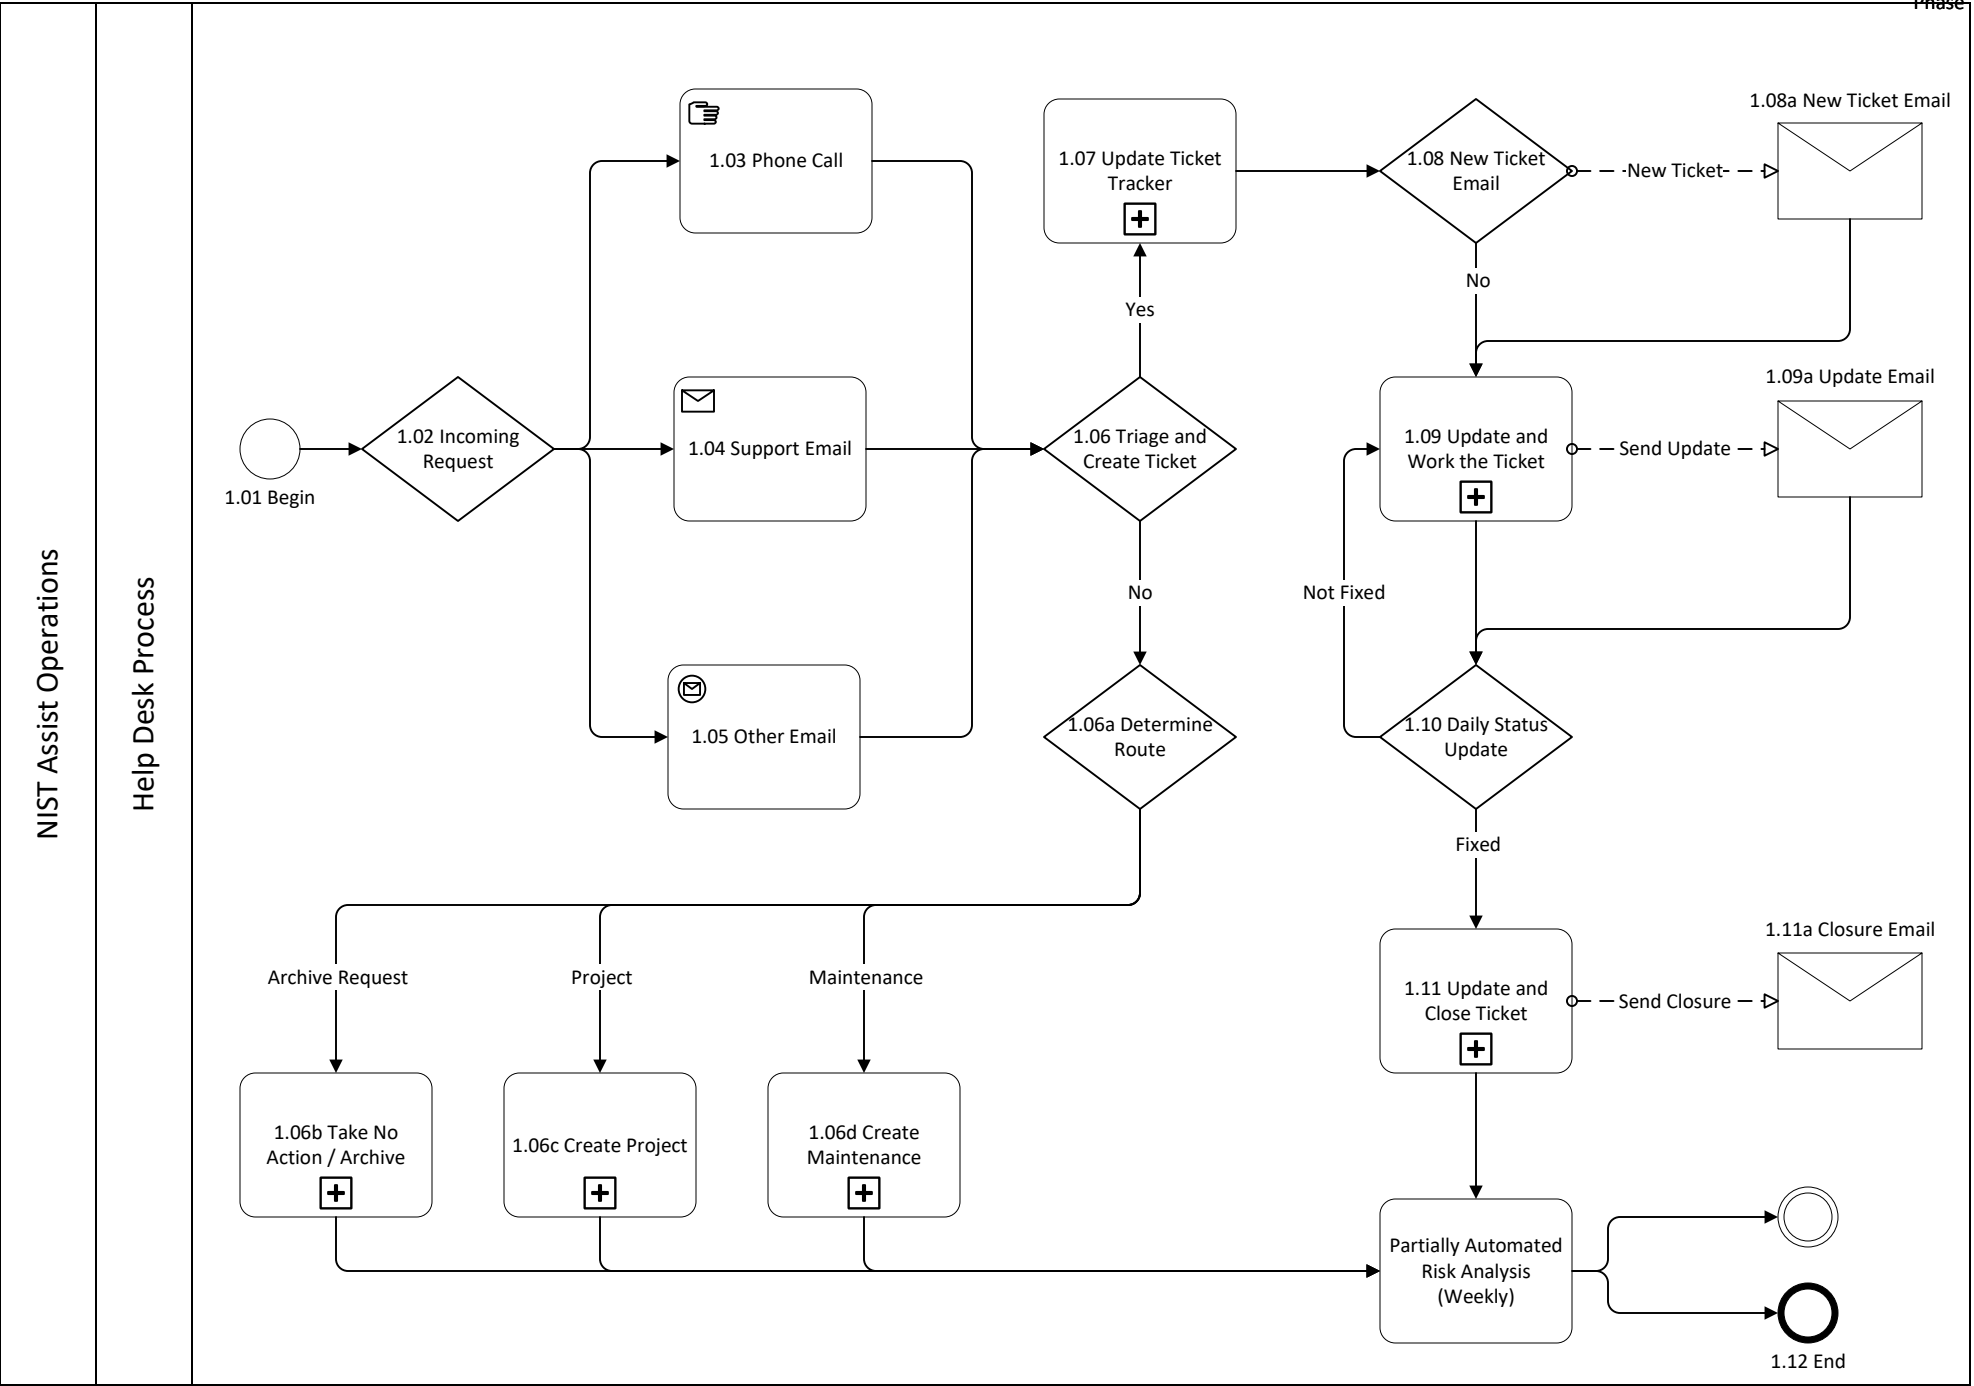 Phase
NIST Assist Operations
Help Desk Process
1.01 Begin
1.02 Incoming
Request
1.03 Phone Call
1.04 Support Email
1.05 Other Email
1.06 Triage and
Create Ticket
Yes
No
1.07 Update Ticket
Tracker
1.08 New Ticket
Email
New Ticket
1.08a New Ticket Email
No
1.09 Update and
Work the Ticket
Send Update
1.09a Update Email
Not Fixed
1.06a Determine
Route
1.10 Daily Status
Update
Fixed
Archive Request
Project
Maintenance
1.06b Take No
Action / Archive
1.06c Create Project
1.06d Create
Maintenance
1.11 Update and
Close Ticket
Send Closure
1.11a Closure Email
Partially Automated
Risk Analysis
(Weekly)
1.12 End